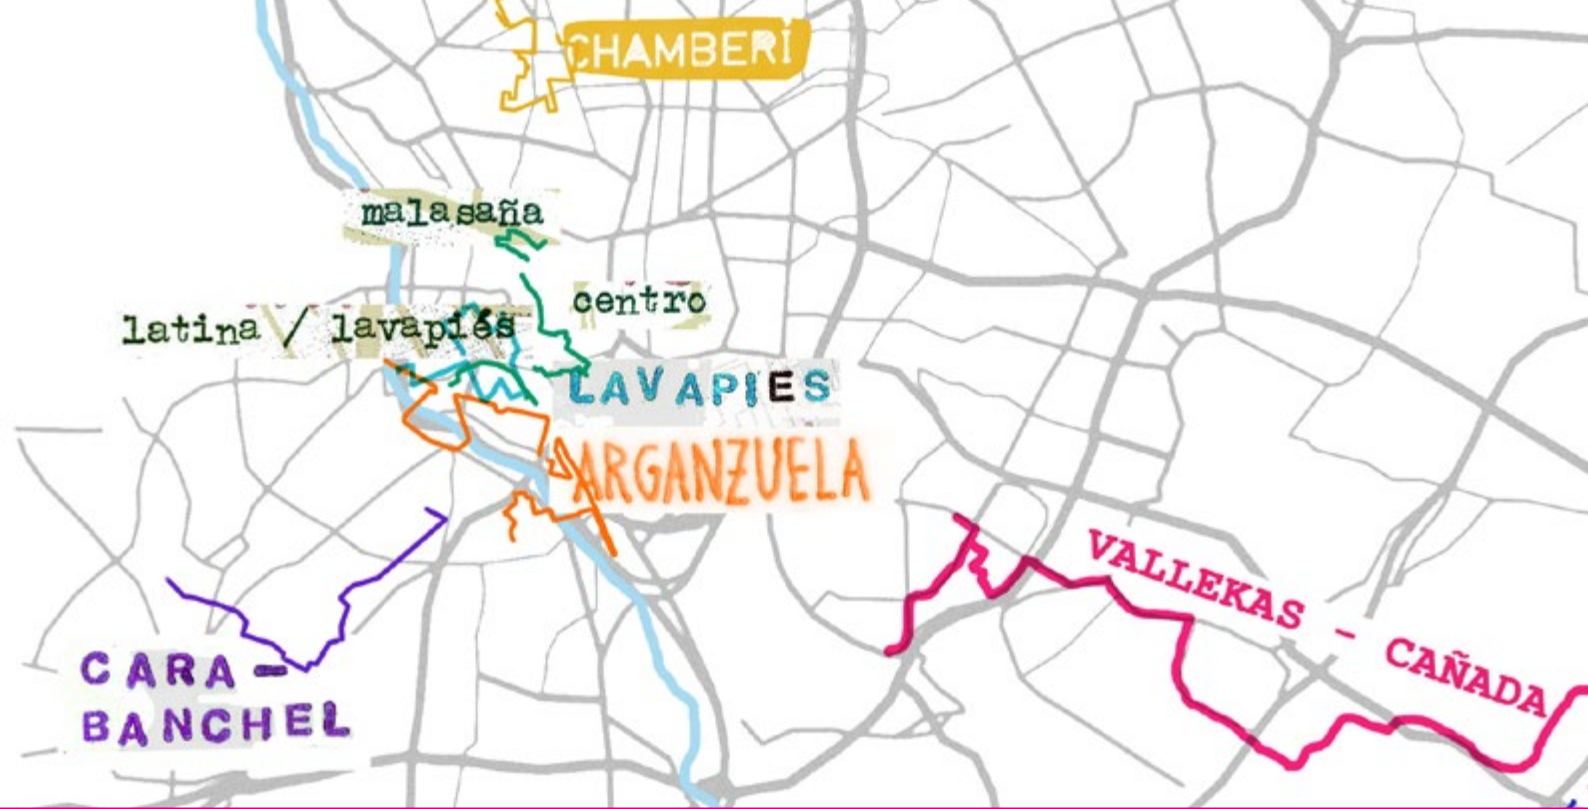 CHAMBERÍ
malasaña
centro
latina / lavapiés
LAVAPIES
ARGANZUELA
VALLEKAS - CAÑADA
CARA-
BANCHEL